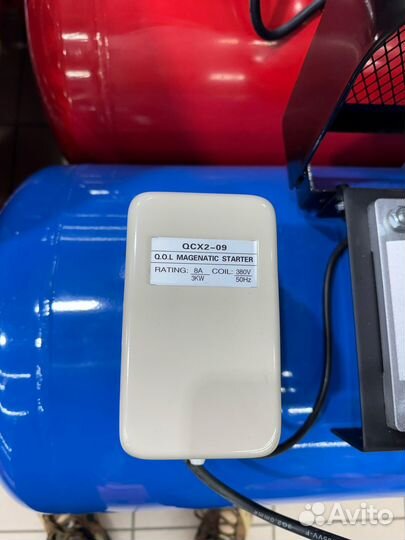 QCX2-09
Q.O.L MAGENATIC STARTER
RATING: 8A COIL: 380V
3KW 50Hz
Avito